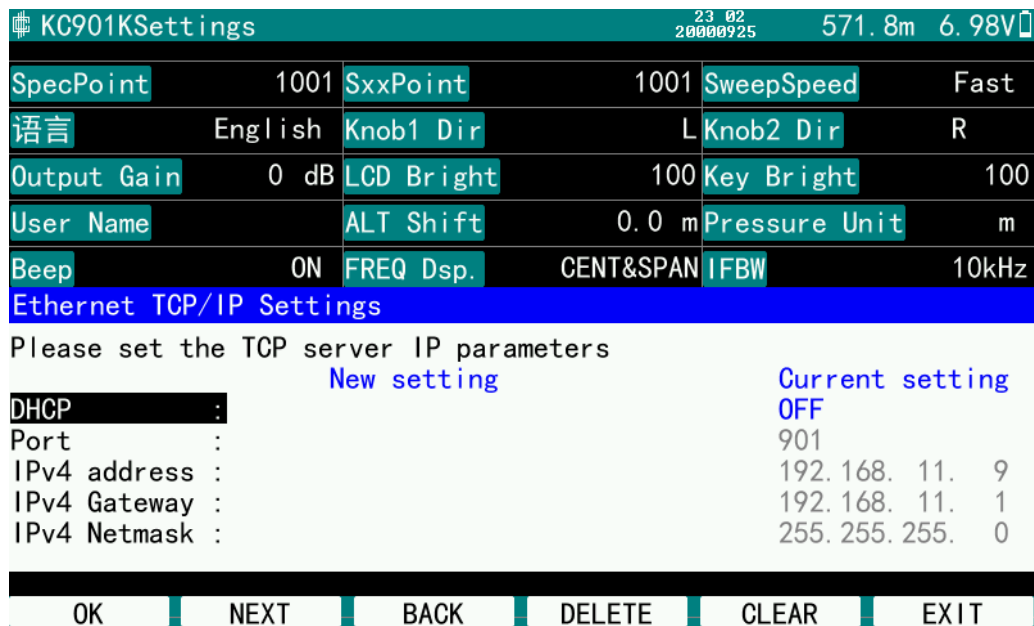 KC901KSettings 23 02 20000925 571.8m 6.98V
SpecPoint 1001 SxxPoint 1001 SweepSpeed Fast
语言 English Knob1 Dir L Knob2 Dir R
Output Gain 0 dB LCD Bright 100 Key Bright 100
User Name ALT Shift 0.0 m Pressure Unit m
Beep ON FREQ Dsp. CENT&SPAN IFBW 10kHz
Ethernet TCP/IP Settings
Please set the TCP server IP parameters
New setting Current setting
DHCP : OFF
Port : 901
IPv4 address : 192.168. 11. 9
IPv4 Gateway : 192.168. 11. 1
IPv4 Netmask : 255.255.255. 0
OK NEXT BACK DELETE CLEAR EXIT